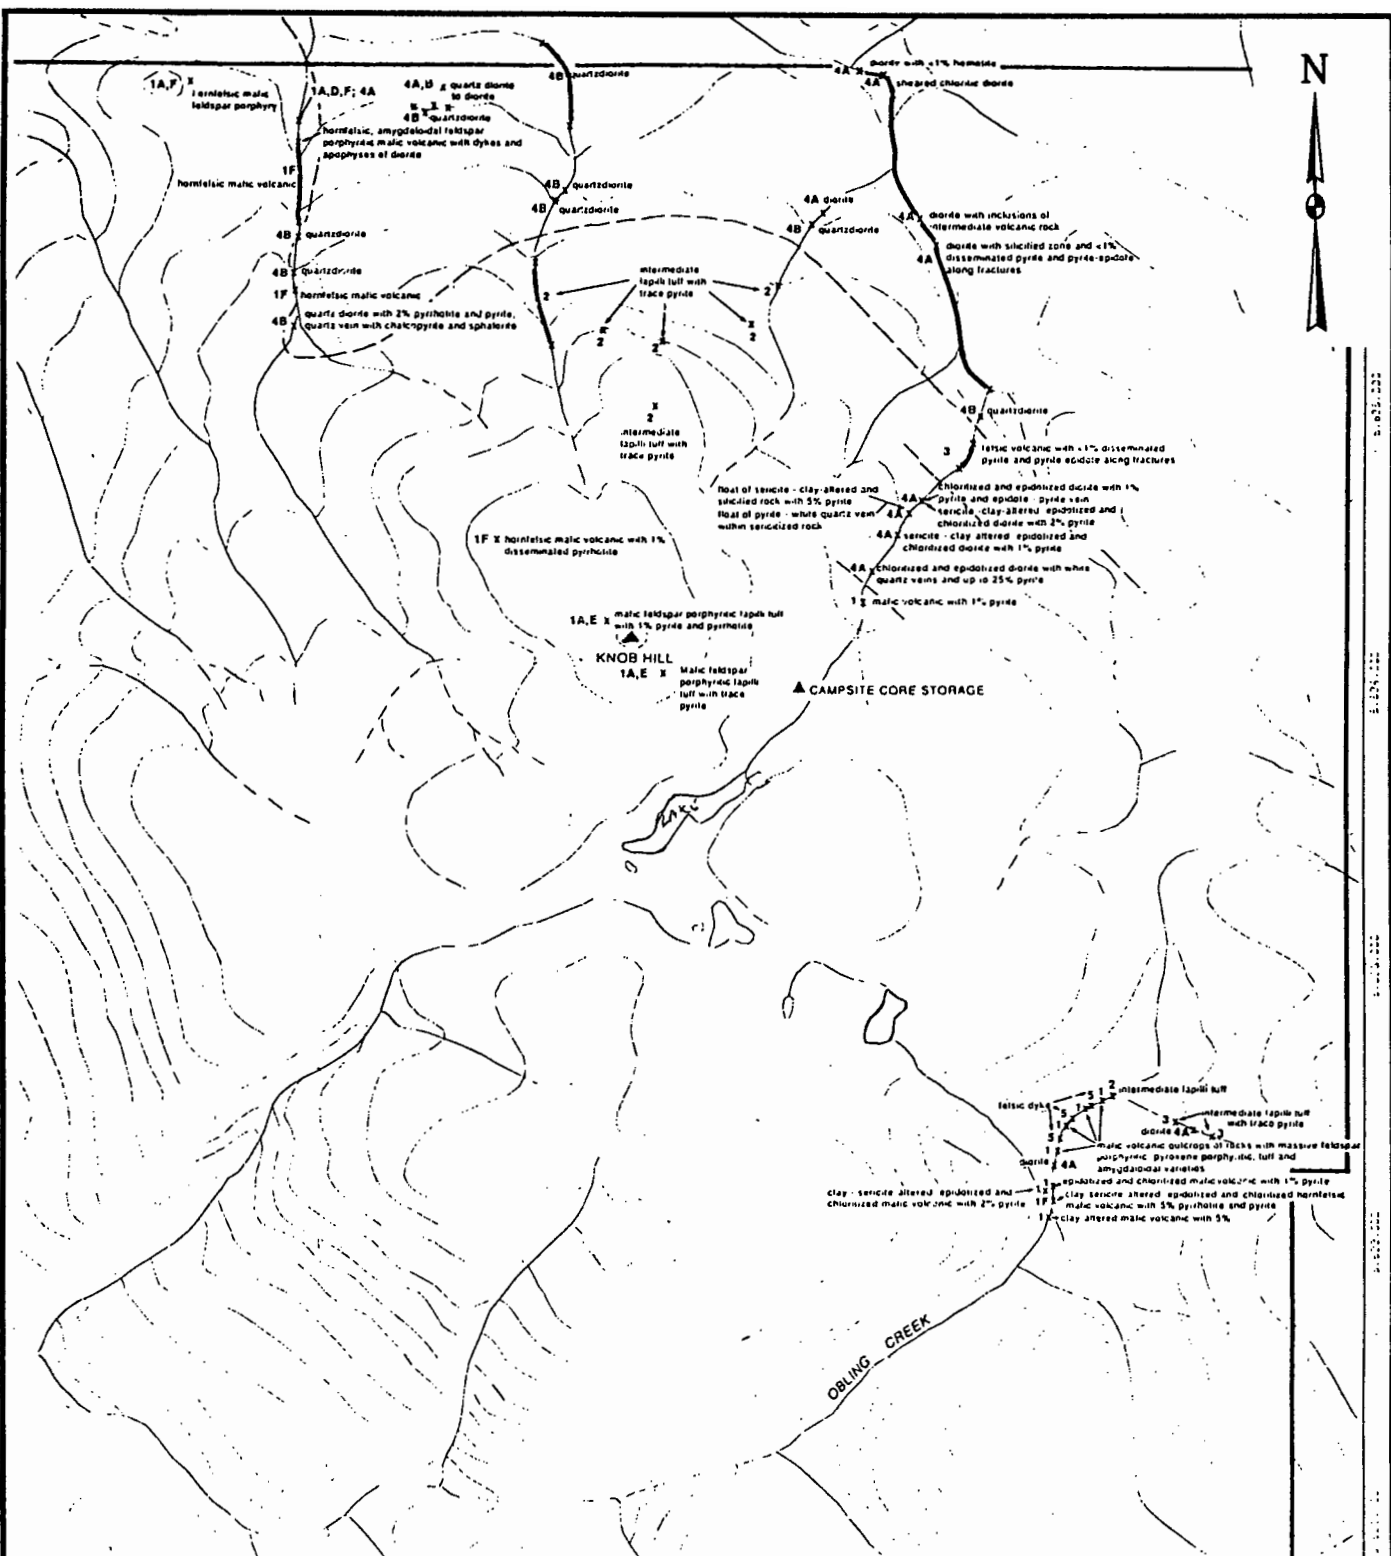 diorite with <1% hematite
4A
4A sheared chloritic diorite
N
1A,F
hornfelsic mafic
feldspar porphyry
1A,D,F; 4A
4A,B x quartz diorite
to diorite
4B x quartzdiorite
4B quartzdiorite
hornfelsic, amygdaloidal feldspar
porphyritic mafic volcanic with dykes and
apophyses of diorite
1F
hornfelsic mafic volcanic
4B quartzdiorite
4B quartzdiorite
4A diorite
4B quartzdiorite
4A diorite with inclusions of
intermediate volcanic rock
4B quartzdiorite
4A
diorite with silicified zone and <1%
disseminated pyrite and pyrite-epidote
along fractures
4B quartzdiorite
1F hornfelsic mafic volcanic
4B
quartz diorite with 2% pyrrhotite and pyrite,
quartz vein with chalcopyrite and sphalerite
intermediate
lapilli tuff with
trace pyrite
2
2
2
2
2
2
intermediate
lapilli tuff with
trace pyrite
4B quartzdiorite
3
felsic volcanic with <1% disseminated
pyrite and pyrite epidote along fractures
float of sericite - clay-altered and
silicified rock with 5% pyrite
float of pyrite - white quartz vein
within sericitized rock
4A
chloritized and epidotized diorite with 1%
pyrite and epidote - pyrite vein
4A
sericite - clay-altered epidotized and
chloritized diorite with 2% pyrite
4A
sericite - clay altered epidotized and
chloritized diorite with 1% pyrite
4A
chloritized and epidotized diorite with white
quartz veins and up to 25% pyrite
1 x mafic volcanic with 1% pyrite
1F x hornfelsic mafic volcanic with 1%
disseminated pyrrhotite
1A,E x mafic feldspar porphyritic lapilli tuff
with 1% pyrite and pyrrhotite
KNOB HILL
1A,E x Mafic feldspar
porphyritic lapilli
tuff with trace
pyrite
CAMPSITE CORE STORAGE
2 intermediate lapilli tuff
felsic dyke
5
1
5
1
1
5
3
intermediate lapilli tuff
with trace pyrite
diorite 4A
3
1
mafic volcanic outcrops of rocks with massive feldspar
porphyritic, pyroxene porphyritic, tuff and
amygdaloidal varieties
diorite 4A
1 epidotized and chloritized mafic volcanic with 1% pyrite
clay - sericite altered epidotized and
chloritized mafic volcanic with 2% pyrite
1
1F
clay sericite altered epidotized and chloritized hornfelsic
mafic volcanic with 5% pyrrhotite and pyrite
1 x clay altered mafic volcanic with 5%
OBLING CREEK